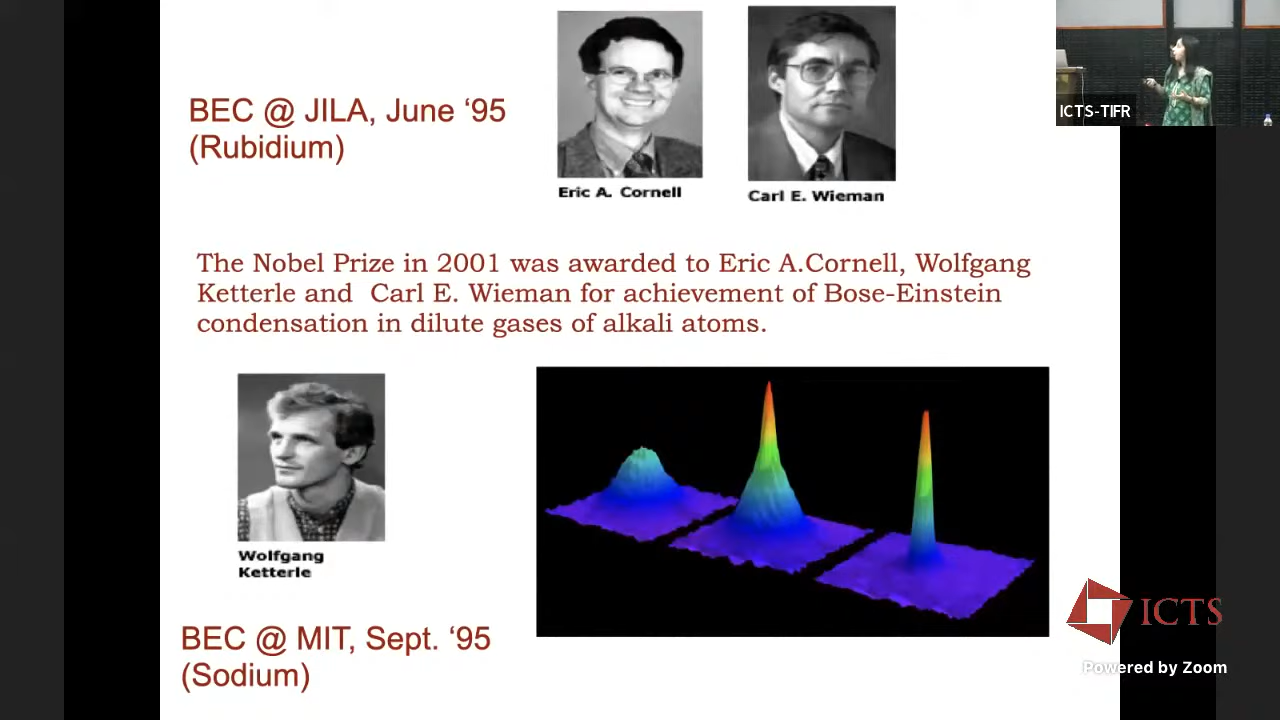 BEC @ JILA, June ‘95
(Rubidium)
Eric A. Cornell
Carl E. Wieman
ICTS-TIFR
The Nobel Prize in 2001 was awarded to Eric A.Cornell, Wolfgang
Ketterle and Carl E. Wieman for achievement of Bose-Einstein
condensation in dilute gases of alkali atoms.
Wolfgang
Ketterle
BEC @ MIT, Sept. ‘95
(Sodium)
ICTS
Powered by Zoom